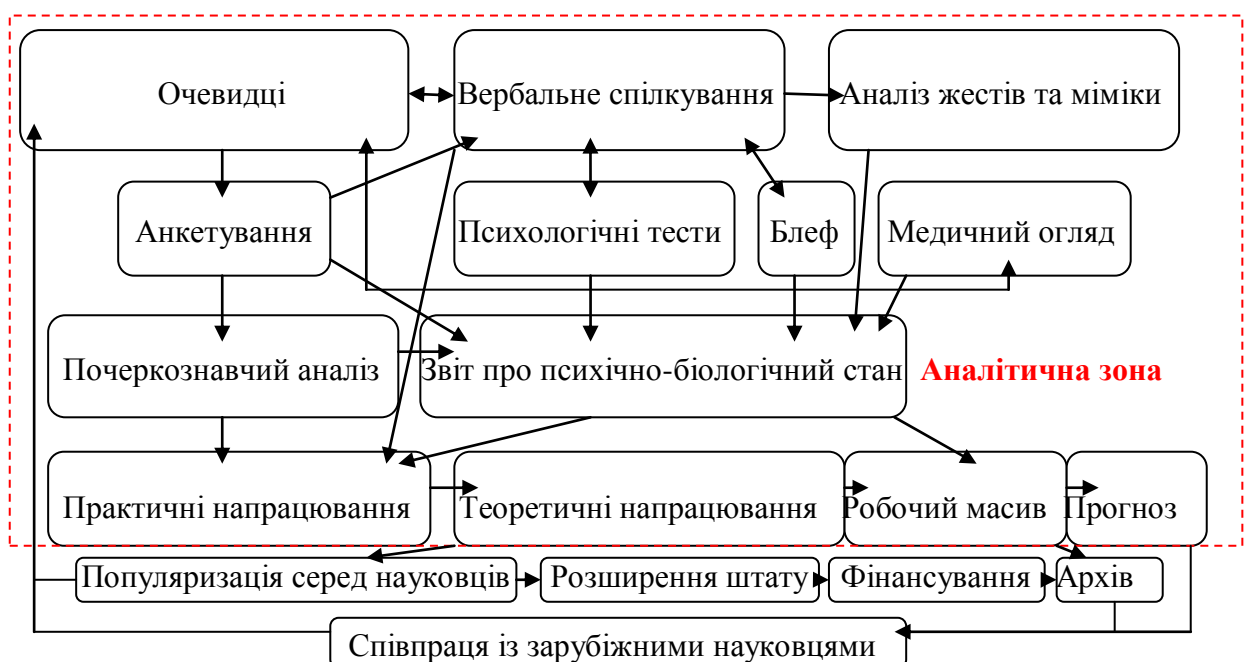 Очевидці
Вербальне спілкування
Аналіз жестів та міміки
Анкетування
Психологічні тести
Блеф
Медичний огляд
Почеркознавчий аналіз
Звіт про психічно-біологічний стан
Аналітична зона
Практичні напрацювання
Теоретичні напрацювання
Робочий масив
Прогноз
Популяризація серед науковців
Розширення штату
Фінансування
Архів
Співпраця із зарубіжними науковцями